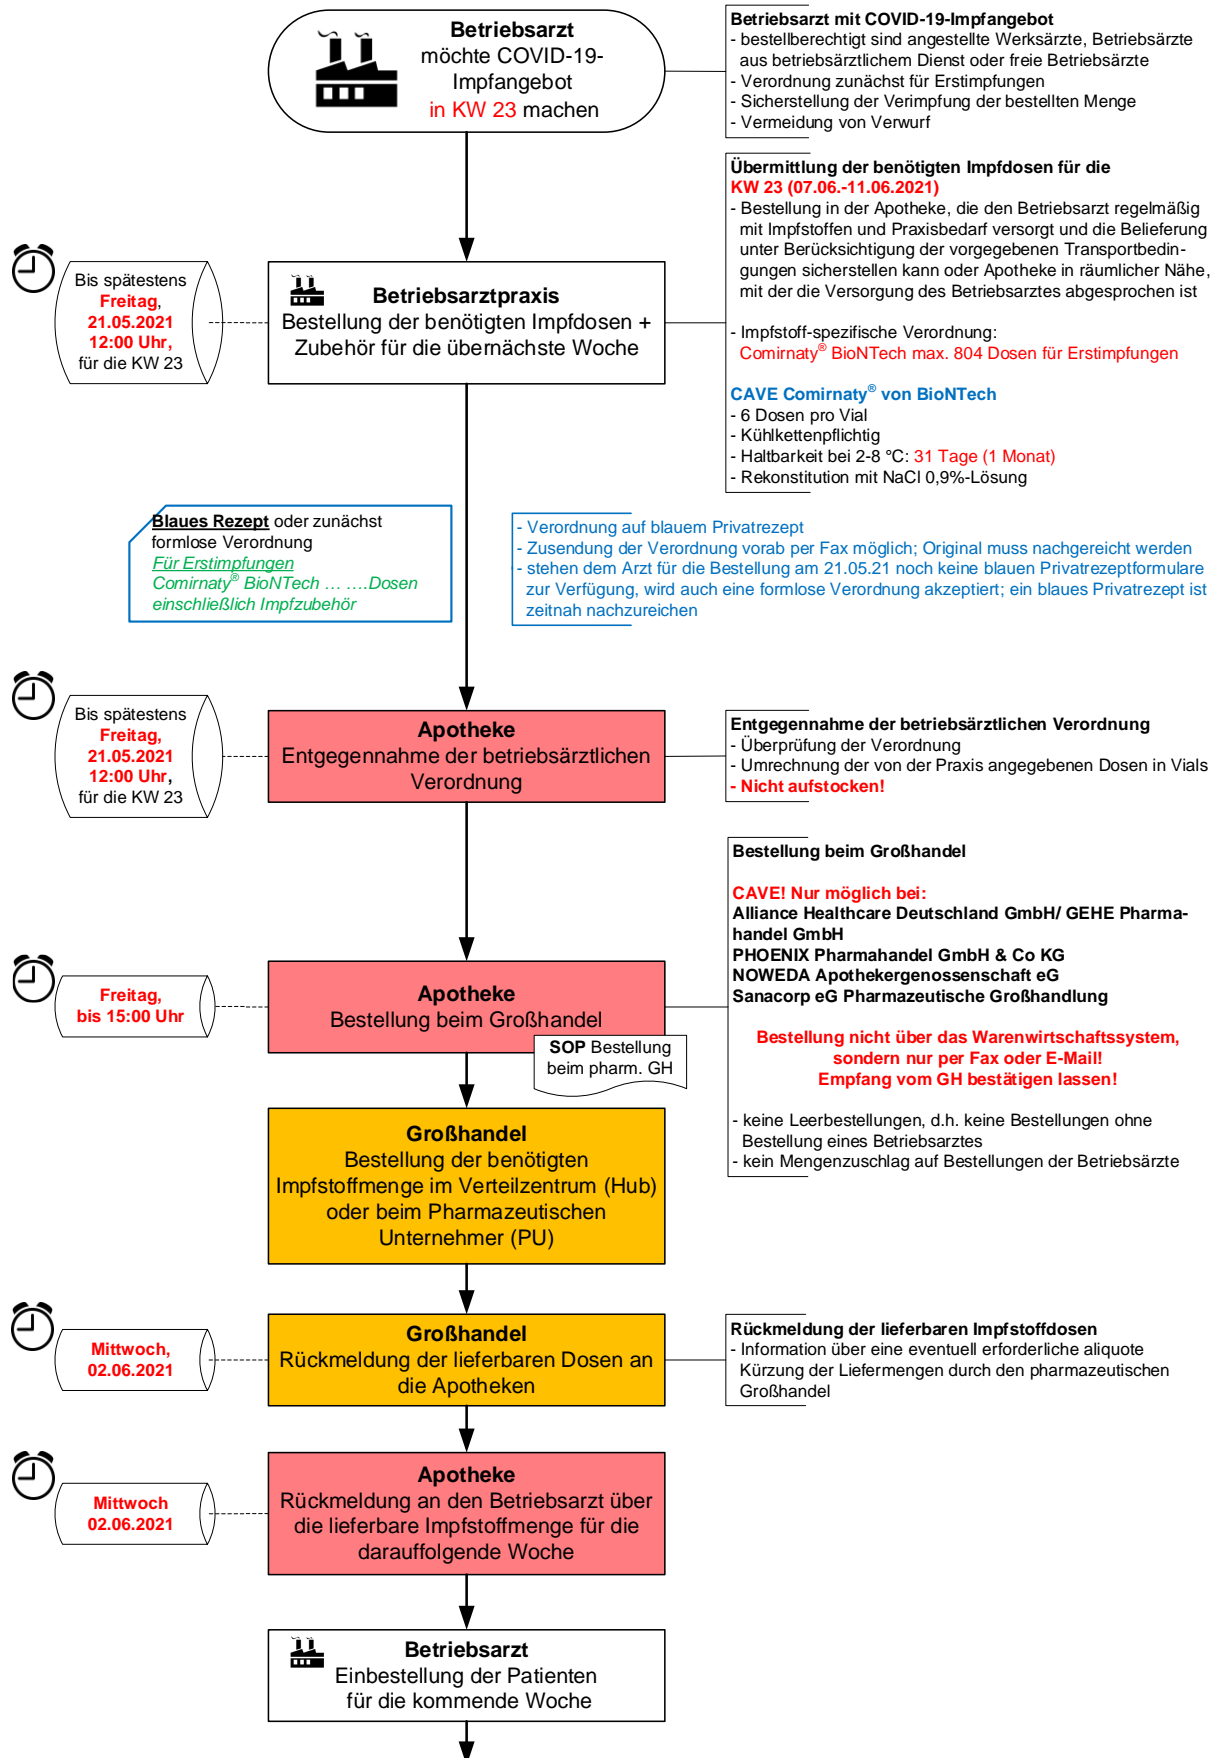 Betriebsarzt
möchte COVID-19-
Impfangebot
in KW 23 machen
Betriebsarzt mit COVID-19-Impfangebot
- bestellberechtigt sind angestellte Werksärzte, Betriebsärzte
aus betriebsärztlichem Dienst oder freie Betriebsärzte
- Verordnung zunächst für Erstimpfungen
- Sicherstellung der Verimpfung der bestellten Menge
- Vermeidung von Verwurf
Übermittlung der benötigten Impfdosen für die
KW 23 (07.06.-11.06.2021)
- Bestellung in der Apotheke, die den Betriebsarzt regelmäßig
mit Impfstoffen und Praxisbedarf versorgt und die Belieferung
unter Berücksichtigung der vorgegebenen Transportbedin-
gungen sicherstellen kann oder Apotheke in räumlicher Nähe,
mit der die Versorgung des Betriebsarztes abgesprochen ist
- Impfstoff-spezifische Verordnung:
Comirnaty® BioNTech max. 804 Dosen für Erstimpfungen
CAVE Comirnaty® von BioNTech
- 6 Dosen pro Vial
- Kühlkettenpflichtig
- Haltbarkeit bei 2-8 °C: 31 Tage (1 Monat)
- Rekonstitution mit NaCl 0,9%-Lösung
Bis spätestens
Freitag,
21.05.2021
12:00 Uhr,
für die KW 23
Betriebsarztpraxis
Bestellung der benötigten Impfdosen +
Zubehör für die übernächste Woche
Blaues Rezept oder zunächst
formlose Verordnung
Für Erstimpfungen
Comirnaty® BioNTech … ….Dosen
einschließlich Impfzubehör
- Verordnung auf blauem Privatrezept
- Zusendung der Verordnung vorab per Fax möglich; Original muss nachgereicht werden
- stehen dem Arzt für die Bestellung am 21.05.21 noch keine blauen Privatrezeptformulare
zur Verfügung, wird auch eine formlose Verordnung akzeptiert; ein blaues Privatrezept ist
zeitnah nachzureichen
Bis spätestens
Freitag,
21.05.2021
12:00 Uhr,
für die KW 23
Apotheke
Entgegennahme der betriebsärztlichen
Verordnung
Entgegennahme der betriebsärztlichen Verordnung
- Überprüfung der Verordnung
- Umrechnung der von der Praxis angegebenen Dosen in Vials
- Nicht aufstocken!
Bestellung beim Großhandel
CAVE! Nur möglich bei:
Alliance Healthcare Deutschland GmbH/ GEHE Pharma-
handel GmbH
PHOENIX Pharmahandel GmbH & Co KG
NOWEDA Apothekergenossenschaft eG
Sanacorp eG Pharmazeutische Großhandlung
Bestellung nicht über das Warenwirtschaftssystem,
sondern nur per Fax oder E-Mail!
Empfang vom GH bestätigen lassen!
- keine Leerbestellungen, d.h. keine Bestellungen ohne
Bestellung eines Betriebsarztes
- kein Mengenzuschlag auf Bestellungen der Betriebsärzte
Freitag,
bis 15:00 Uhr
Apotheke
Bestellung beim Großhandel
SOP Bestellung
beim pharm. GH
Großhandel
Bestellung der benötigten
Impfstoffmenge im Verteilzentrum (Hub)
oder beim Pharmazeutischen
Unternehmer (PU)
Mittwoch,
02.06.2021
Großhandel
Rückmeldung der lieferbaren Dosen an
die Apotheken
Rückmeldung der lieferbaren Impfstoffdosen
- Information über eine eventuell erforderliche aliquote
Kürzung der Liefermengen durch den pharmazeutischen
Großhandel
Mittwoch
02.06.2021
Apotheke
Rückmeldung an den Betriebsarzt über
die lieferbare Impfstoffmenge für die
darauffolgende Woche
Betriebsarzt
Einbestellung der Patienten
für die kommende Woche